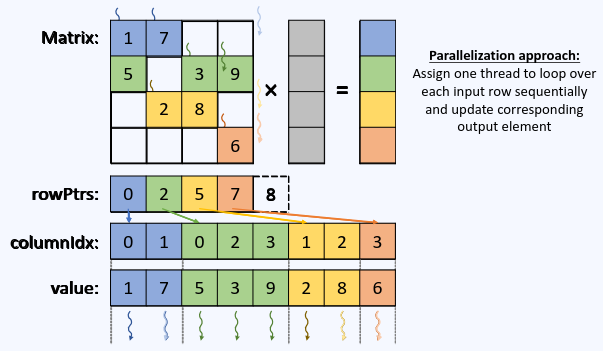 Matrix: 1 7
5 3 9
2 8
6
× =
Parallelization approach:
Assign one thread to loop over
each input row sequentially
and update corresponding
output element
rowPtrs: 0 2 5 7 8
columnIdx: 0 1 0 2 3 1 2 3
value: 1 7 5 3 9 2 8 6